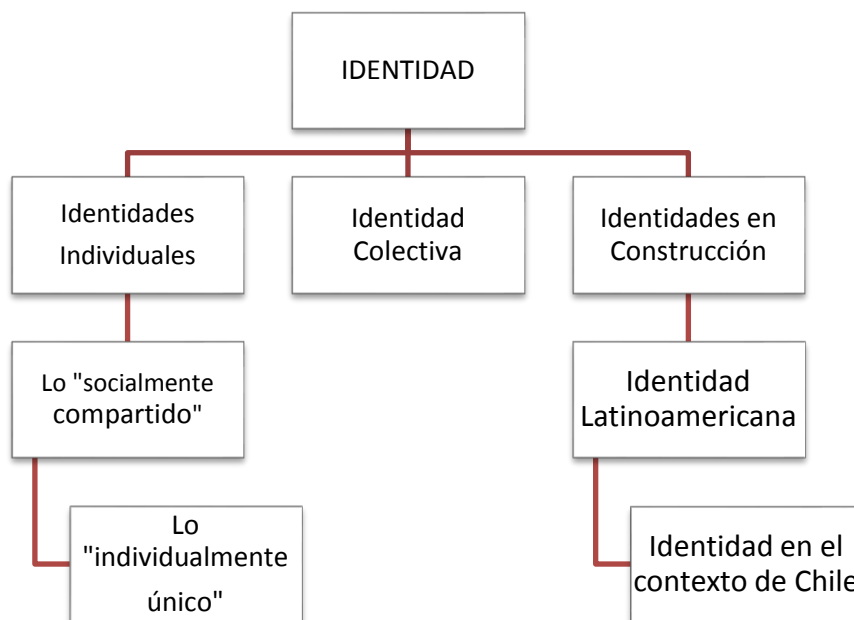 IDENTIDAD
Identidades
Individuales
Identidad
Colectiva
Identidades en
Construcción
Lo "socialmente
compartido"
Identidad
Latinoamericana
Lo
"individualmente
único"
Identidad en el
contexto de Chile